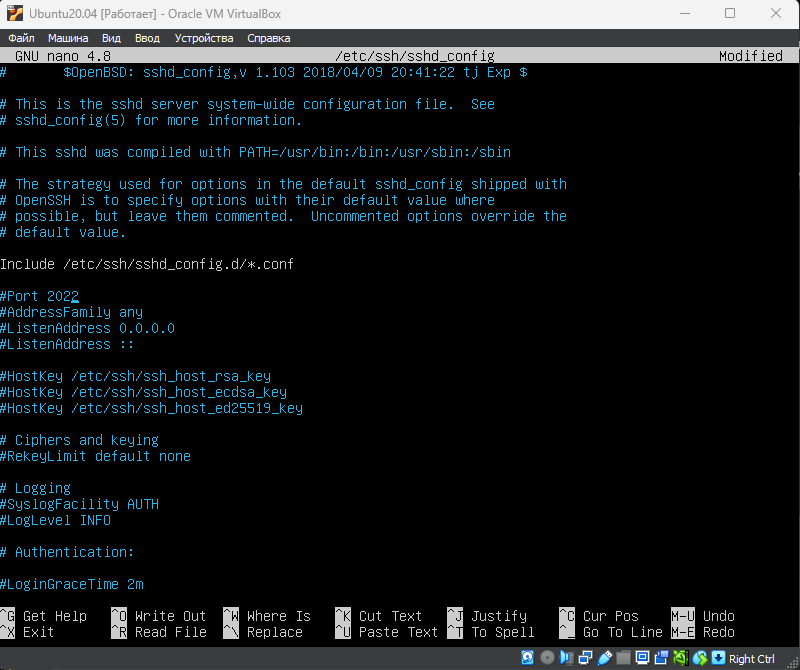 Ubuntu20.04 [Работает] - Oracle VM VirtualBox
Файл Машина Вид Ввод Устройства Справка
GNU nano 4.8 /etc/ssh/sshd_config Modified
# $OpenBSD: sshd_config,v 1.103 2018/04/09 20:41:22 tj Exp $
# This is the sshd server system-wide configuration file. See
# sshd_config(5) for more information.
# This sshd was compiled with PATH=/usr/bin:/bin:/usr/sbin:/sbin
# The strategy used for options in the default sshd_config shipped with
# OpenSSH is to specify options with their default value where
# possible, but leave them commented. Uncommented options override the
# default value.
Include /etc/ssh/sshd_config.d/*.conf
#Port 2022
#AddressFamily any
#ListenAddress 0.0.0.0
#ListenAddress ::
#HostKey /etc/ssh/ssh_host_rsa_key
#HostKey /etc/ssh/ssh_host_ecdsa_key
#HostKey /etc/ssh/ssh_host_ed25519_key
# Ciphers and keying
#RekeyLimit default none
# Logging
#SyslogFacility AUTH
#LogLevel INFO
# Authentication:
#LoginGraceTime 2m
^G Get Help ^O Write Out ^W Where Is ^K Cut Text ^J Justify ^C Cur Pos M-U Undo
^X Exit ^R Read File ^\ Replace ^U Paste Text ^T To Spell ^_ Go To Line M-E Redo
Right Ctrl